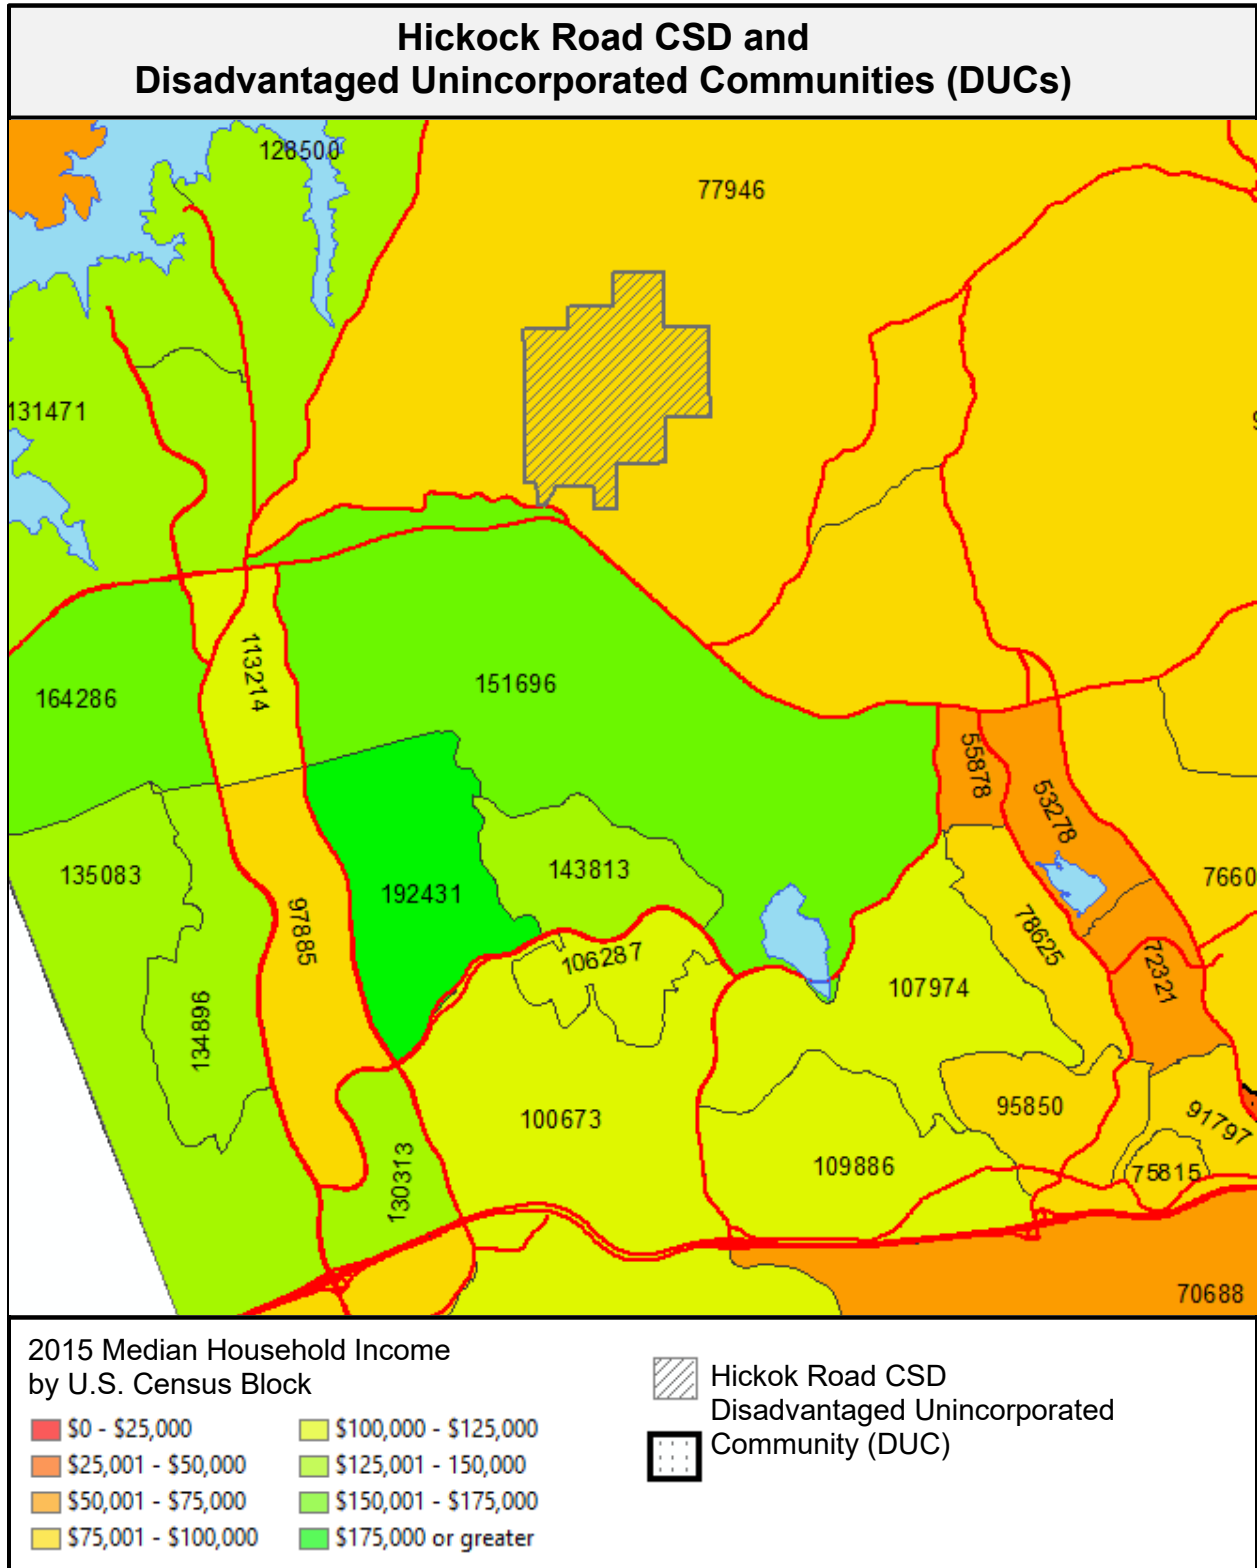 Hickock Road CSD and
Disadvantaged Unincorporated Communities (DUCs)
128500
77946
131471
9
113214
164286
151696
55878
53278
135083
143813
192431
7660
97885
78625
106287
72321
107974
134896
100673
95850
91797
109886
75815
130313
70688
2015 Median Household Income
by U.S. Census Block
$0 - $25,000
$25,001 - $50,000
$50,001 - $75,000
$75,001 - $100,000
$100,000 - $125,000
$125,001 - 150,000
$150,001 - $175,000
$175,000 or greater
Hickok Road CSD
Disadvantaged Unincorporated
Community (DUC)